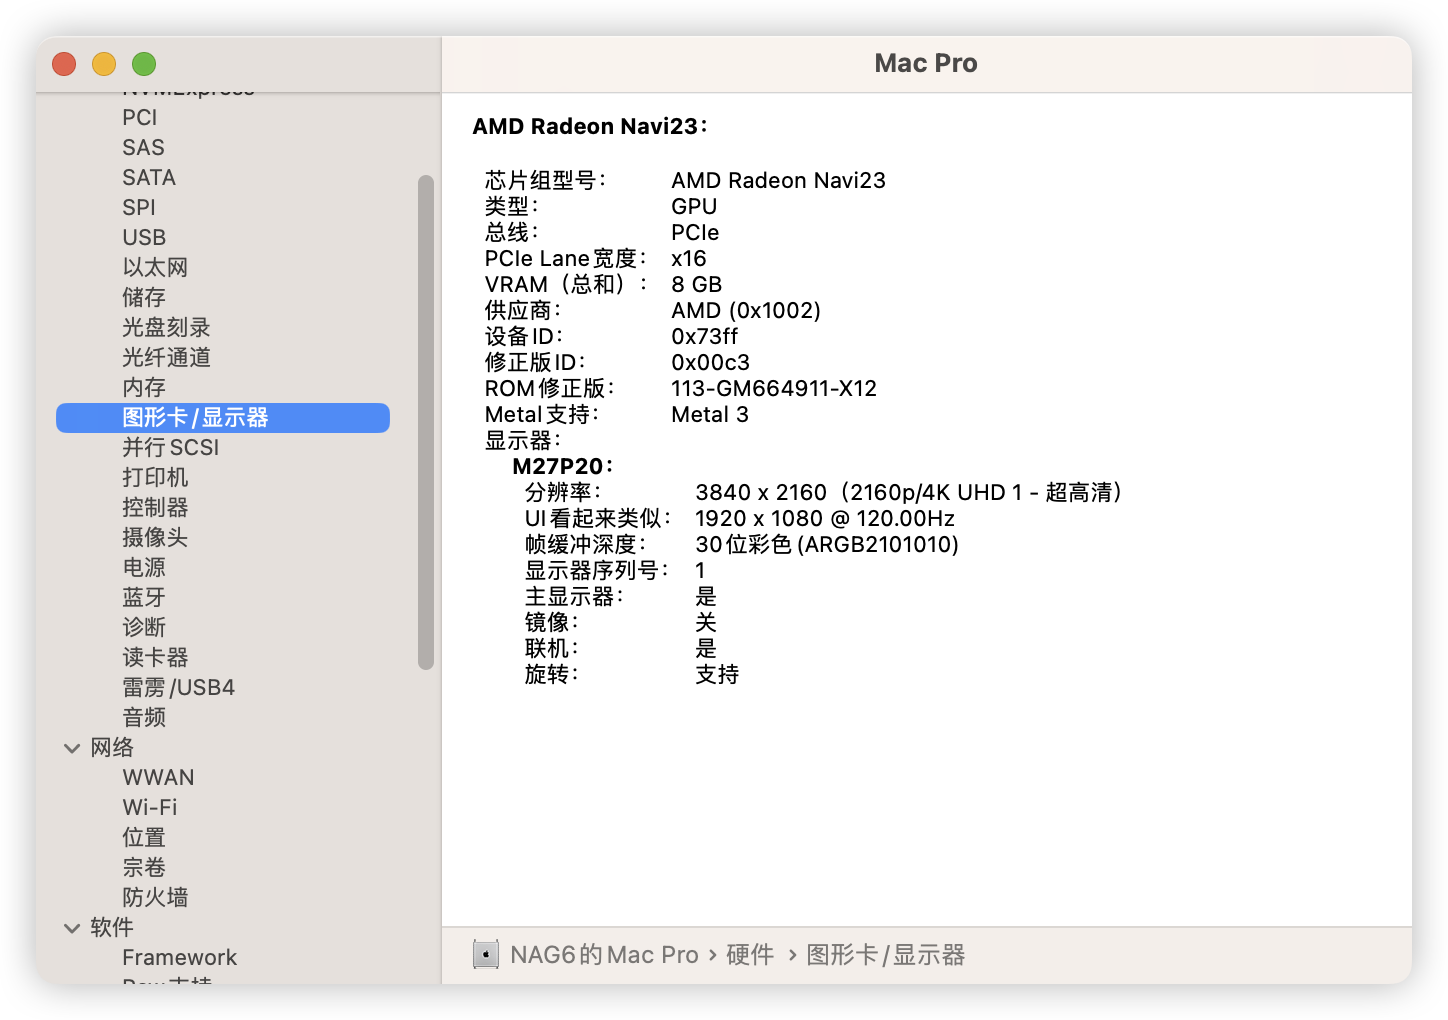 Mac Pro
NVMExpress
PCI
SAS
SATA
SPI
USB
以太网
储存
光盘刻录
光纤通道
内存
图形卡/显示器
并行SCSI
打印机
控制器
摄像头
电源
蓝牙
诊断
读卡器
雷雳/USB4
音频
网络
WWAN
Wi-Fi
位置
宗卷
防火墙
软件
Framework
Raw支持
AMD Radeon Navi23：
芯片组型号： AMD Radeon Navi23
类型： GPU
总线： PCIe
PCIe Lane宽度： x16
VRAM（总和）： 8 GB
供应商： AMD (0x1002)
设备ID： 0x73ff
修正版ID： 0x00c3
ROM修正版： 113-GM664911-X12
Metal支持： Metal 3
显示器：
M27P20：
分辨率： 3840 x 2160（2160p/4K UHD 1 - 超高清）
UI看起来类似： 1920 x 1080 @ 120.00Hz
帧缓冲深度： 30位彩色(ARGB2101010)
显示器序列号： 1
主显示器： 是
镜像： 关
联机： 是
旋转： 支持
NAG6的Mac Pro › 硬件 › 图形卡/显示器